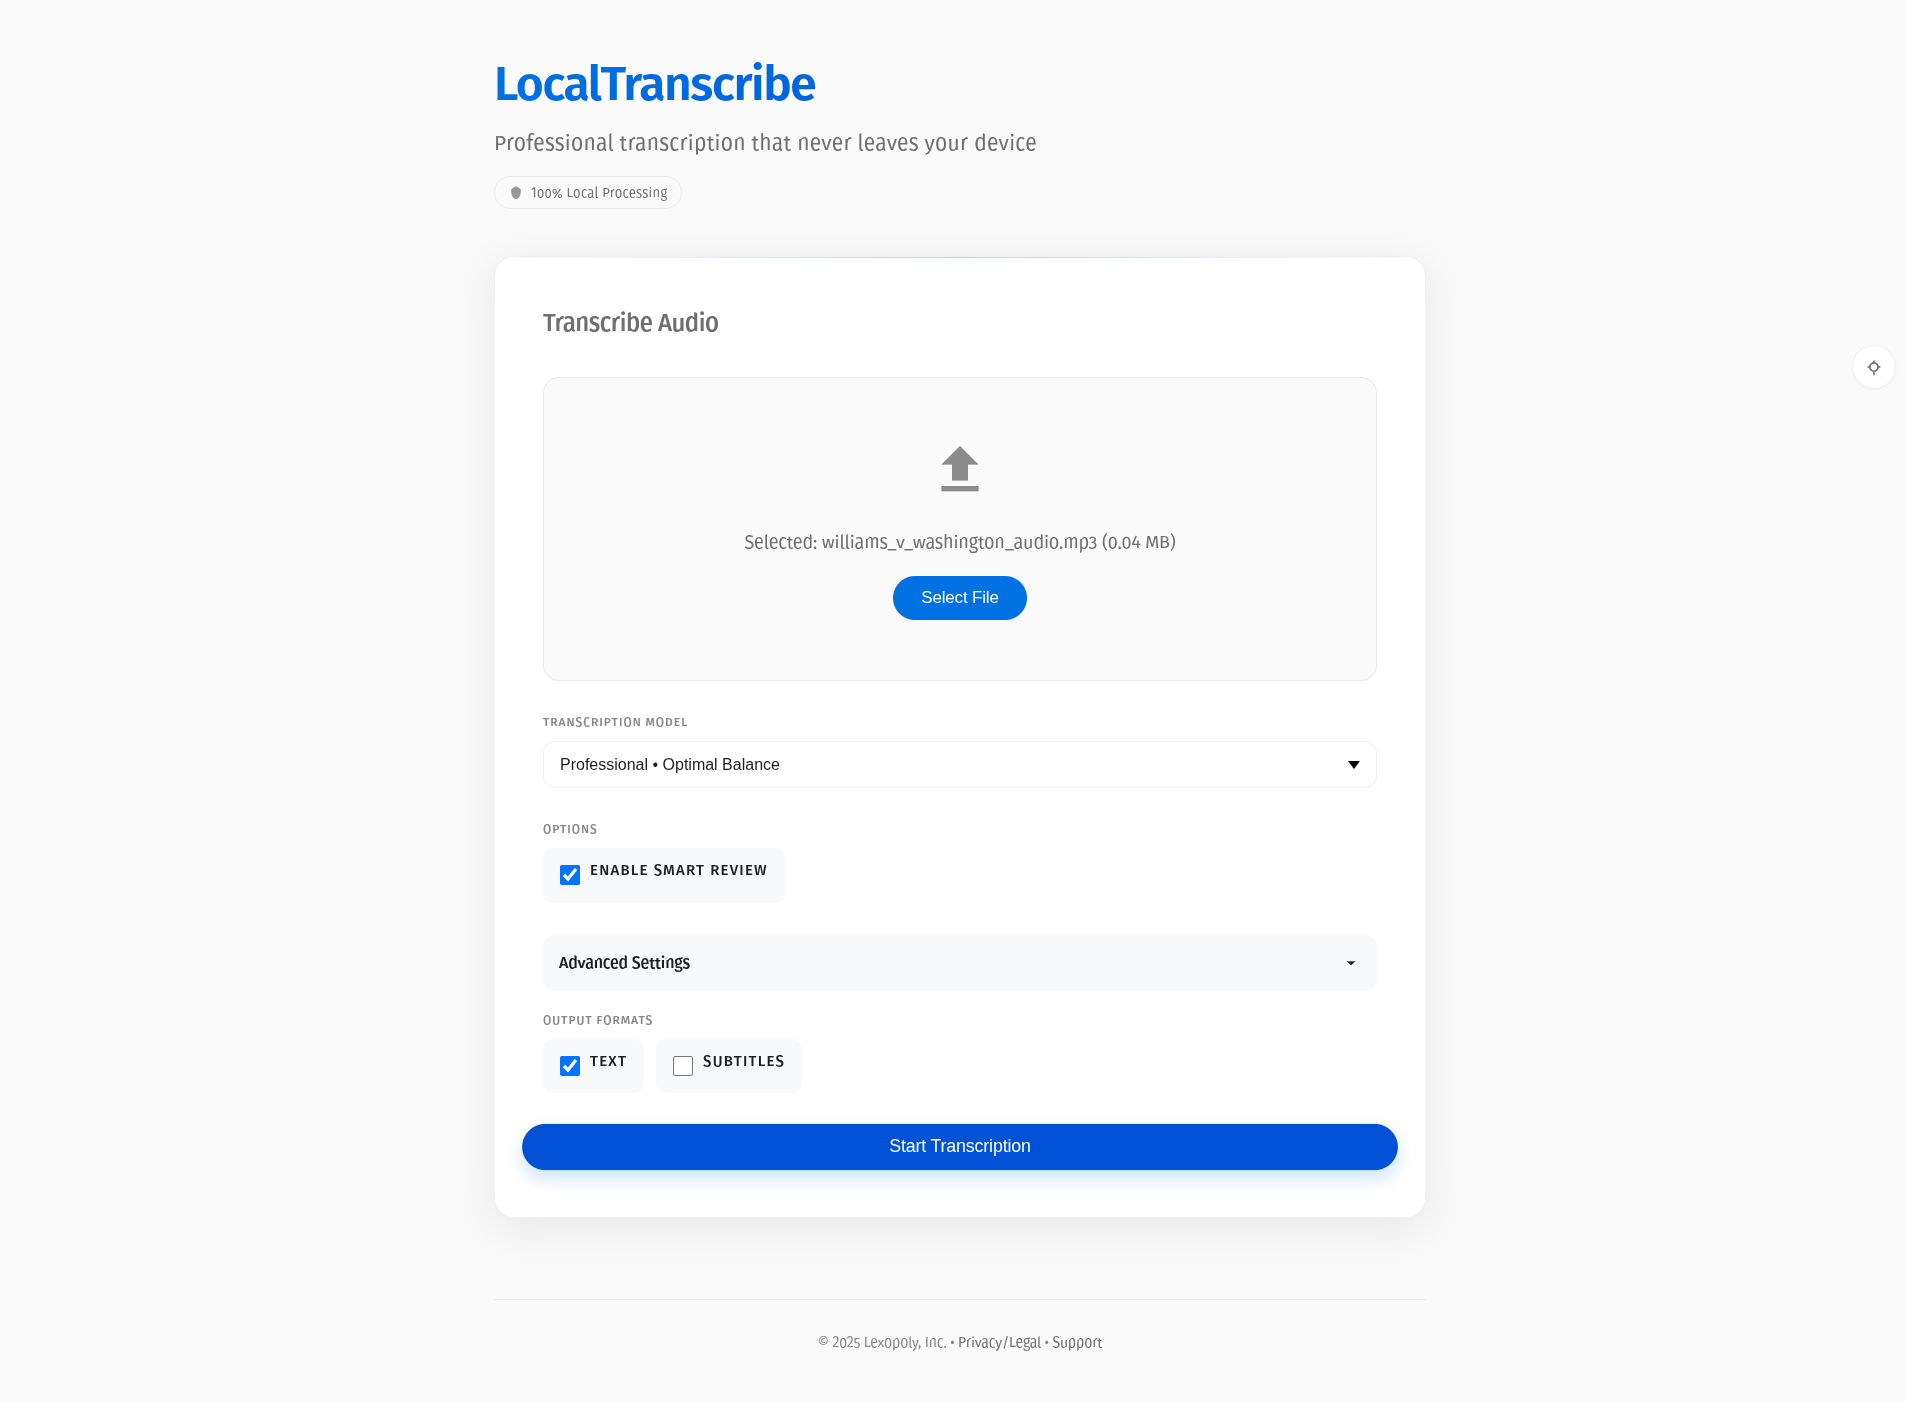 LocalTranscribe
Professional transcription that never leaves your device
100% Local Processing
Transcribe Audio
Selected: williams_v_washington_audio.mp3 (0.04 MB)
Select File
TRANSCRIPTION MODEL
Professional • Optimal Balance
OPTIONS
ENABLE SMART REVIEW
Advanced Settings
OUTPUT FORMATS
TEXT SUBTITLES
Start Transcription
© 2025 Lexopoly, Inc. • Privacy/Legal • Support